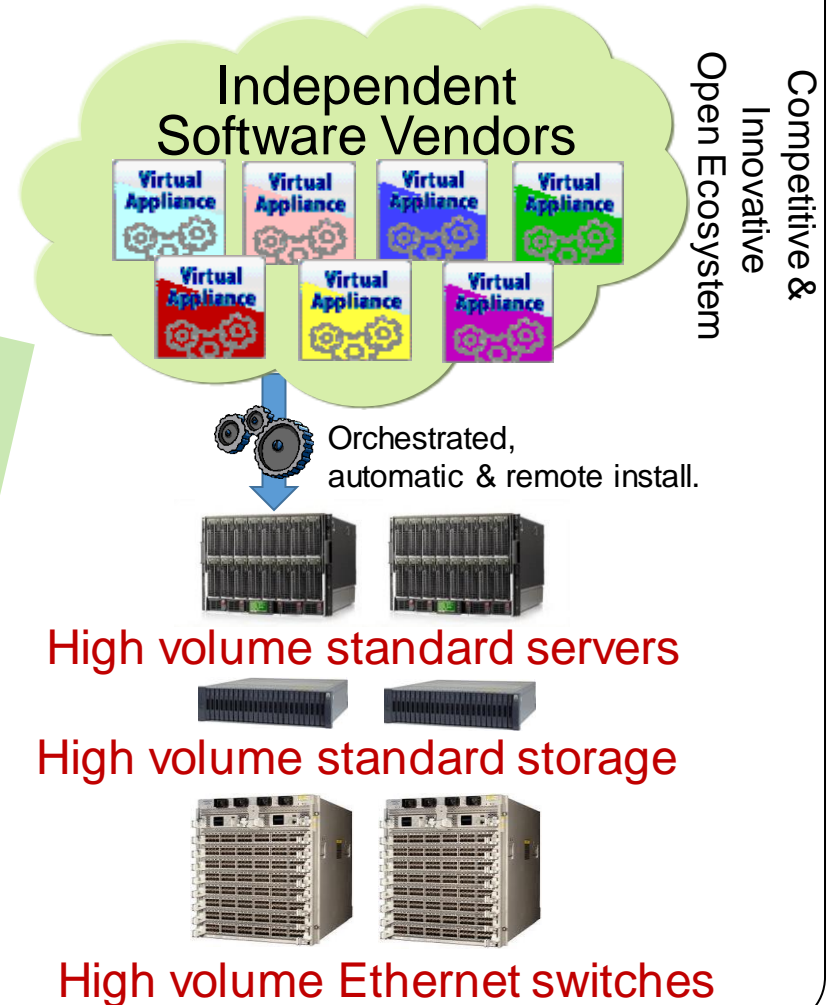 Independent
Software Vendors
Competitive &
Innovative
Open Ecosystem
Virtual
Appliance
Virtual
Appliance
Virtual
Appliance
Virtual
Appliance
Virtual
Appliance
Virtual
Appliance
Virtual
Appliance
Orchestrated,
automatic & remote install.
High volume standard servers
High volume standard storage
High volume Ethernet switches